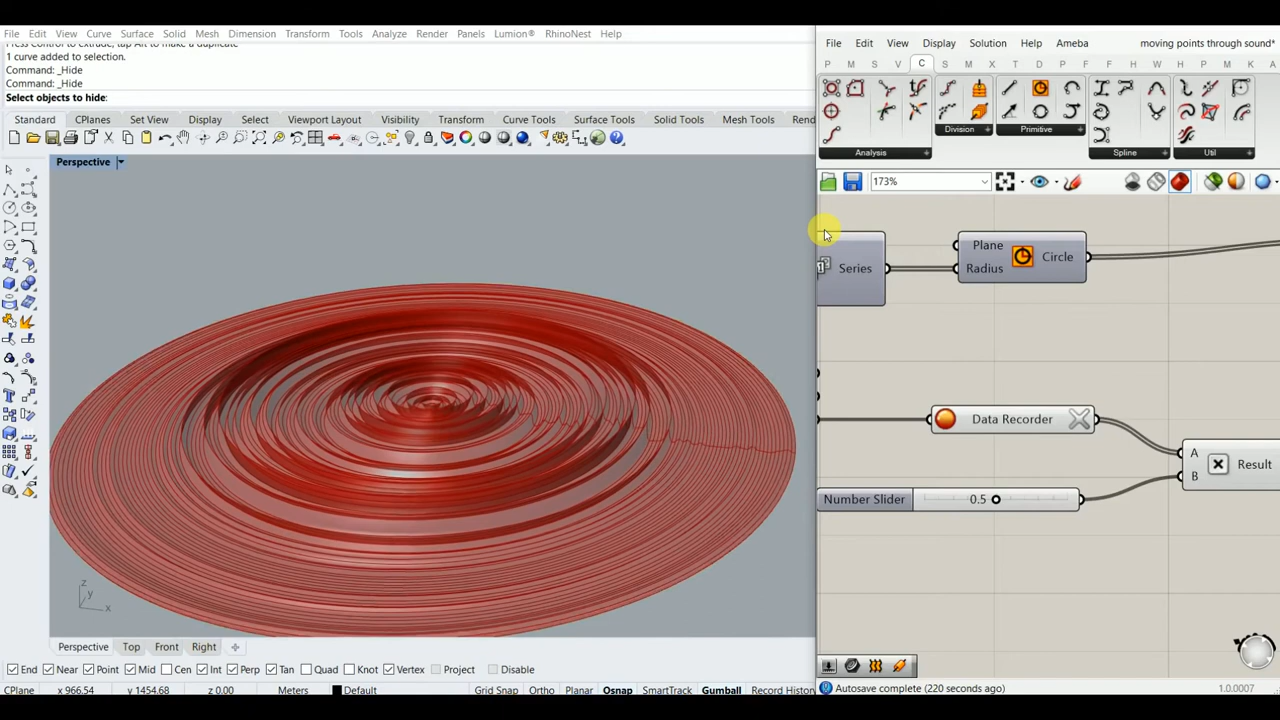 File Edit View Curve Surface Solid Mesh Dimension Transform Tools Analyze Render Panels Lumion® RhinoNest Help
1 curve added to selection.
Command: _Hide
Command: _Hide
Select objects to hide:
Standard CPlanes Set View Display Select Viewport Layout Visibility Transform Curve Tools Surface Tools Solid Tools Mesh Tools
Perspective
z
y
x
Perspective Top Front Right
End Near Point Mid Cen Int Perp Tan Quad Knot Vertex Project Disable
CPlane x 966.54 y 1454.68 z 0.00 Meters Default Grid Snap Ortho Planar Osnap SmartTrack Gumball Record Histor
File Edit View Display Solution Help Ameba moving points through sound*
P M S V C S M X T D A F P H P W P M K A
Analysis Division Primitive Spline Util
173%
Series
Plane
Radius
Circle
Data Recorder
A
B
Result
Number Slider 0.5
Autosave complete (220 seconds ago) 1.0.0007